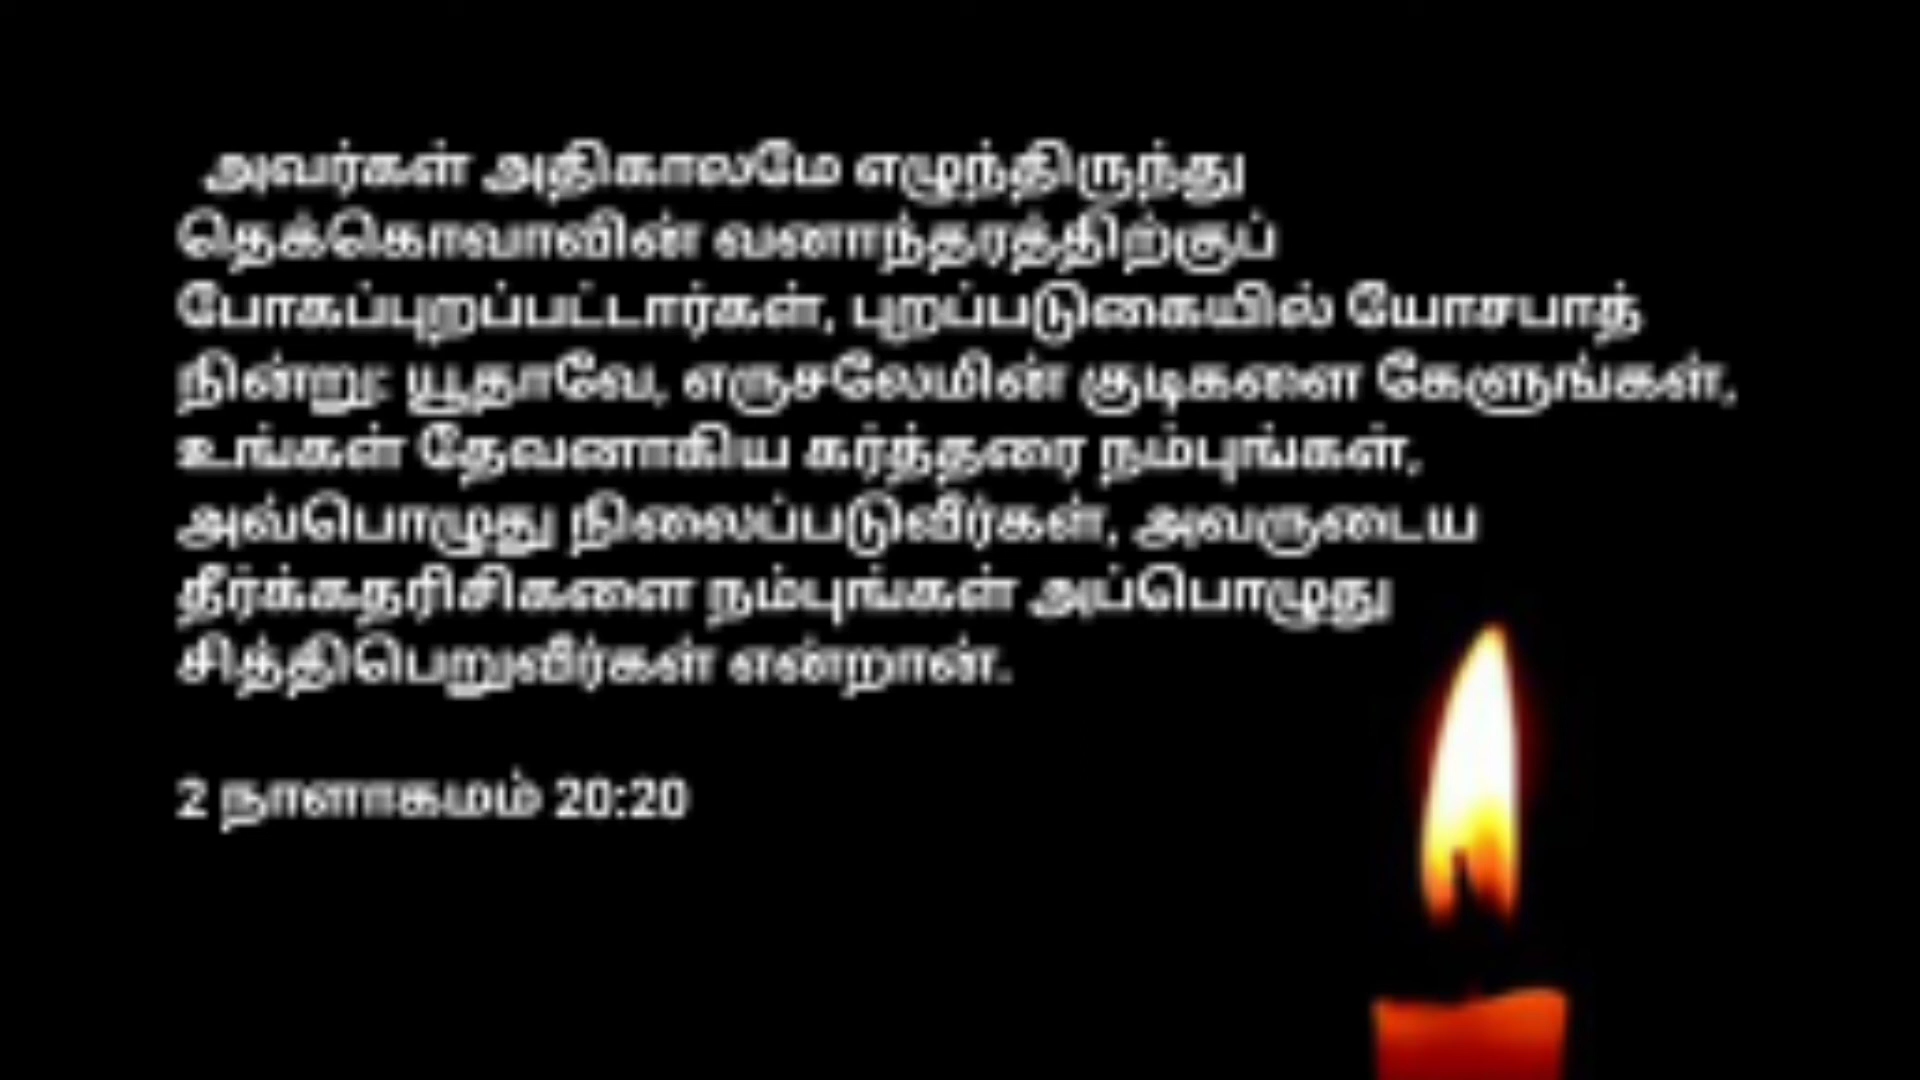 அவர்கள் அதிகாலமே எழுந்திருந்து
தெக்கொவாவின் வனாந்தரத்திற்குப்
போகப்புறப்பட்டார்கள், புறப்படுகையில் யோசபாத்
நின்று: யூதாவே, எருசலேமின் குடிகளை கேளுங்கள்,
உங்கள் தேவனாகிய கர்த்தரை நம்புங்கள்,
அவ்பொழுது நிலைப்படுவீர்கள், அவருடைய
தீர்க்கதரிசிகளை நம்புங்கள் அப்பொழுது
சித்திபெறுவீர்கள் என்றான்.
2 நாளாகமம் 20:20